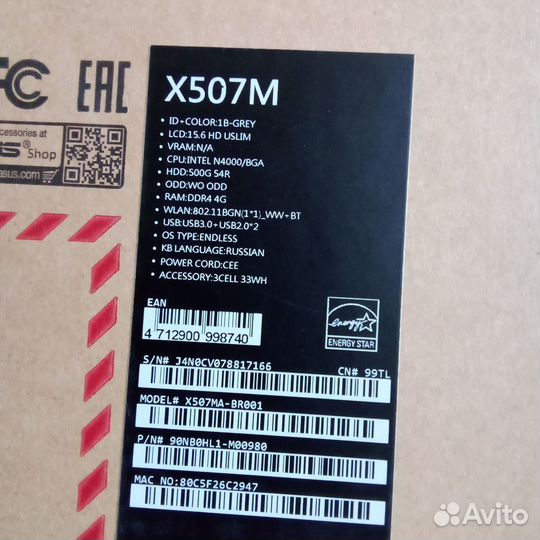 FC EAC
ccessories at
S® Shop
asus.com
X507M
• ID+COLOR:1B-GREY
• LCD:15.6 HD USLIM
• VRAM:N/A
• CPU:INTEL N4000/BGA
• HDD:500G 54R
• ODD:WO ODD
• RAM:DDR4 4G
• WLAN:802.11BGN(1*1)_WW+BT
• USB:USB3.0+USB2.0*2
• OS TYPE:ENDLESS
• KB LANGUAGE:RUSSIAN
• POWER CORD:CEE
• ACCESSORY:3CELL 33WH
EAN
4 712900 998740
energy
ENERGY STAR
S/N# J4N0CV078817166 CN# 99TL
MODEL# X507MA-BR001
P/N# 90NB0HL1-M00980
MAC NO:80C5F26C2947
Avito